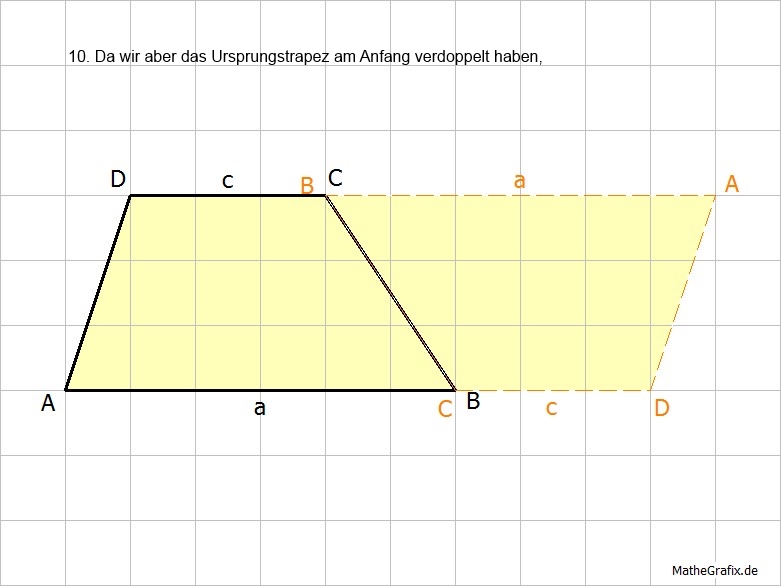 10. Da wir aber das Ursprungstrapez am Anfang verdoppelt haben,
D c B C a A
A a C B c D
MatheGrafix.de